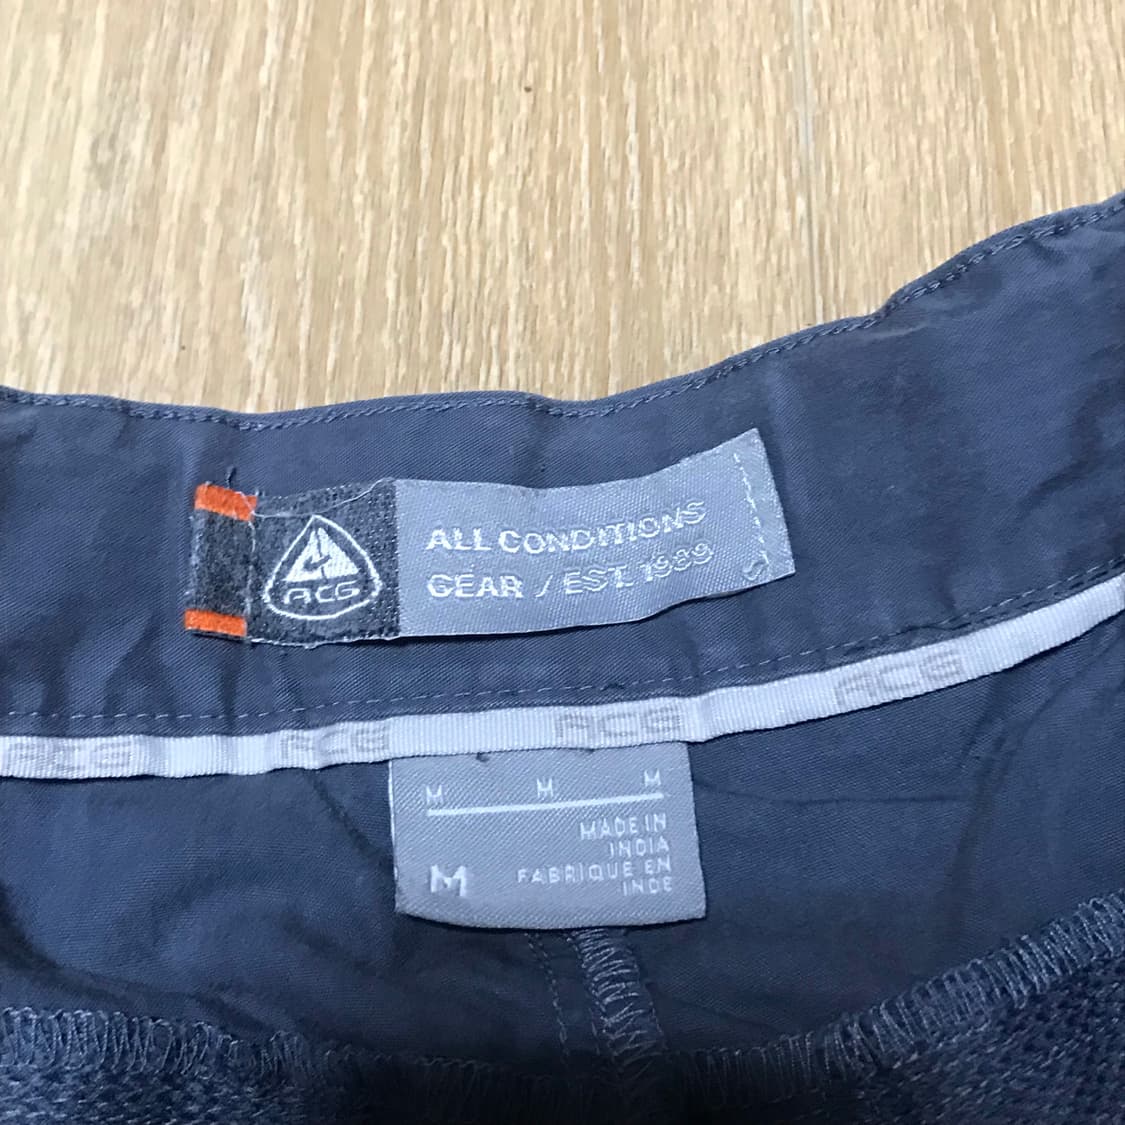 ACG
ALL CONDITIONS
GEAR / EST. 1989
ACG ACG ACG ACG
M M M
MADE IN
INDIA
M
FABRIQUE EN
INDE